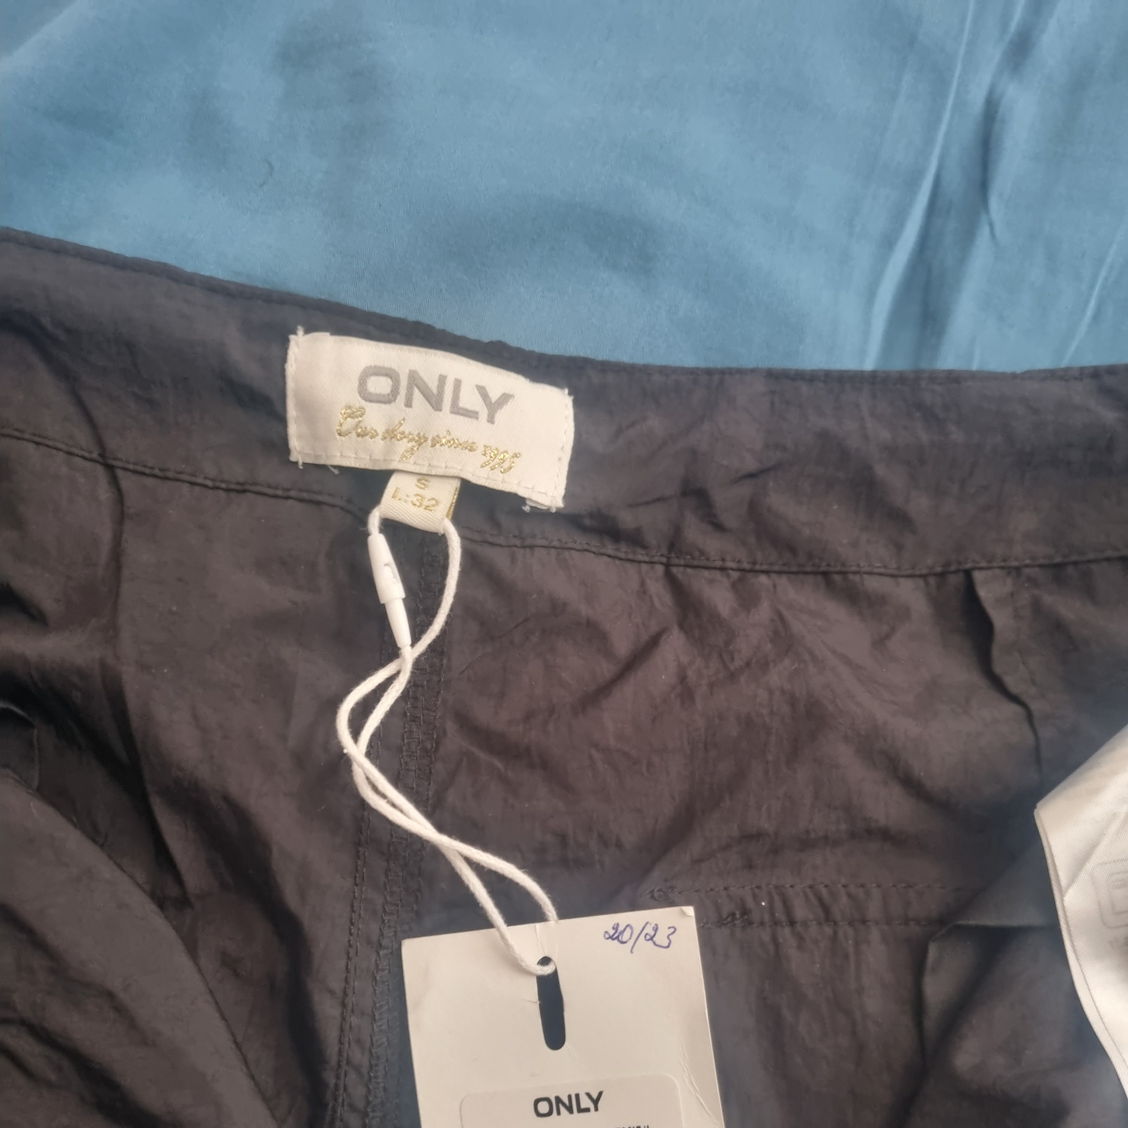 ONLY
Our story since 1995
S
L:32
20/23
ONLY